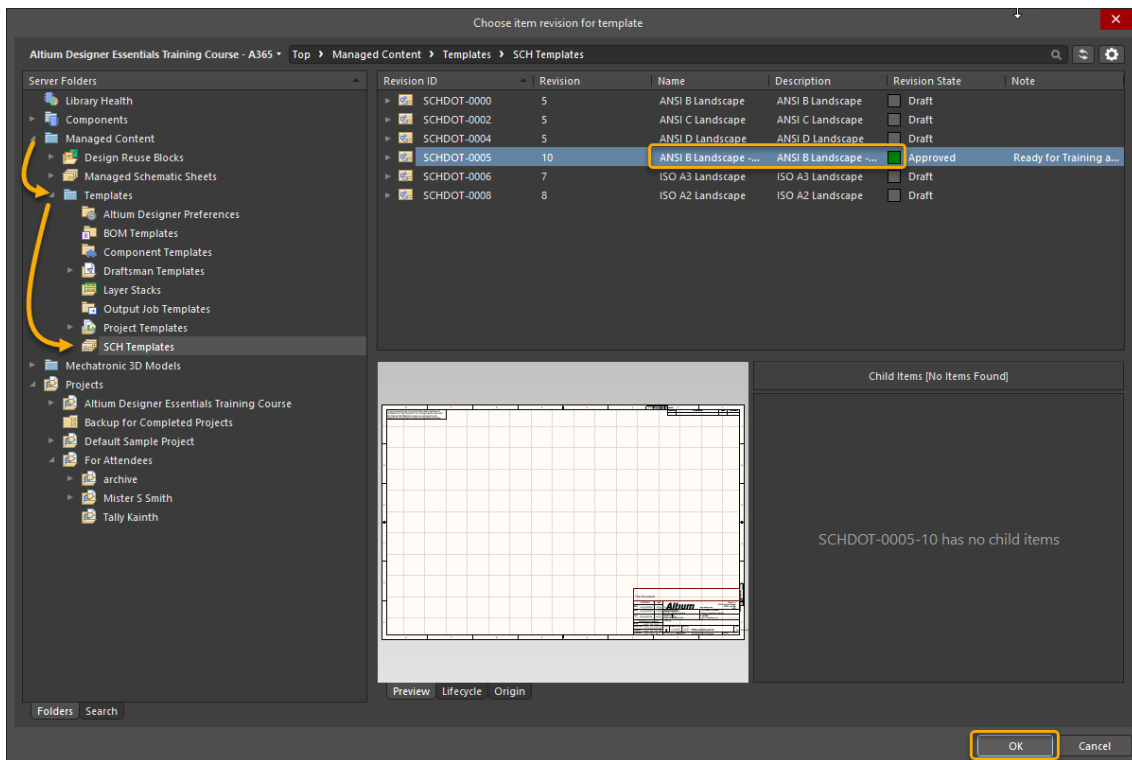 Choose item revision for template
Altium Designer Essentials Training Course - A365 Top Managed Content Templates SCH Templates
Server Folders
Library Health
Components
Managed Content
Design Reuse Blocks
Managed Schematic Sheets
Templates
Altium Designer Preferences
BOM Templates
Component Templates
Draftsman Templates
Layer Stacks
Output Job Templates
Project Templates
SCH Templates
Mechatronic 3D Models
Projects
Altium Designer Essentials Training Course
Backup for Completed Projects
Default Sample Project
For Attendees
archive
Mister S Smith
Tally Kainth
Folders Search
Revision ID Revision Name Description Revision State Note
SCHDOT-0000 5 ANSI B Landscape ANSI B Landscape Draft
SCHDOT-0002 5 ANSI C Landscape ANSI C Landscape Draft
SCHDOT-0004 5 ANSI D Landscape ANSI D Landscape Draft
SCHDOT-0005 10 ANSI B Landscape -... ANSI B Landscape -... Approved Ready for Training a...
SCHDOT-0006 7 ISO A3 Landscape ISO A3 Landscape Draft
SCHDOT-0008 8 ISO A2 Landscape ISO A2 Landscape Draft
Altium
Preview Lifecycle Origin
Child Items [No Items Found]
SCHDOT-0005-10 has no child items
OK Cancel